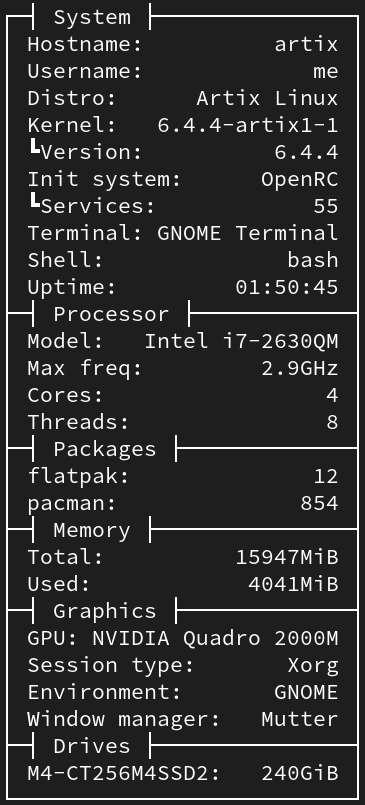 System
Hostname: artix
Username: me
Distro: Artix Linux
Kernel: 6.4.4-artix1-1
┗Version: 6.4.4
Init system: OpenRC
┗Services: 55
Terminal: GNOME Terminal
Shell: bash
Uptime: 01:50:45
Processor
Model: Intel i7-2630QM
Max freq: 2.9GHz
Cores: 4
Threads: 8
Packages
flatpak: 12
pacman: 854
Memory
Total: 15947MiB
Used: 4041MiB
Graphics
GPU: NVIDIA Quadro 2000M
Session type: Xorg
Environment: GNOME
Window manager: Mutter
Drives
M4-CT256M4SSD2: 240GiB